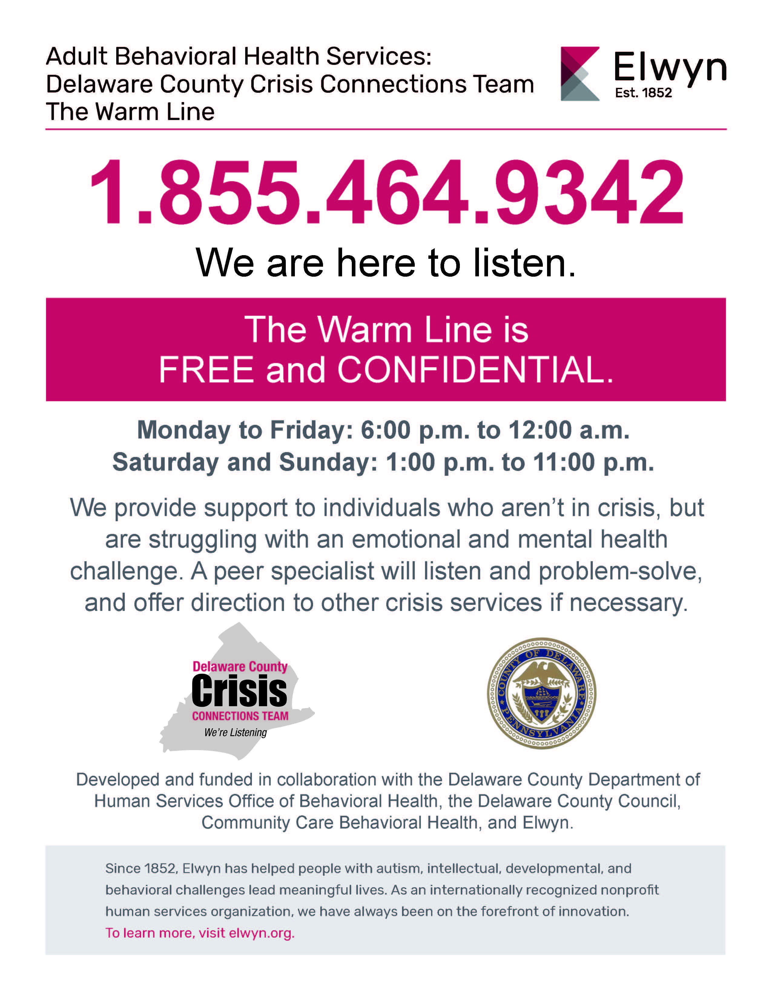 Adult Behavioral Health Services:
Delaware County Crisis Connections Team
The Warm Line
Elwyn
Est. 1852
1.855.464.9342
We are here to listen.
The Warm Line is
FREE and CONFIDENTIAL.
Monday to Friday: 6:00 p.m. to 12:00 a.m.
Saturday and Sunday: 1:00 p.m. to 11:00 p.m.
We provide support to individuals who aren’t in crisis, but
are struggling with an emotional and mental health
challenge. A peer specialist will listen and problem-solve,
and offer direction to other crisis services if necessary.
Delaware County
Crisis
CONNECTIONS TEAM
We’re Listening
COUNTY OF DELAWARE
PENNSYLVANIA
Developed and funded in collaboration with the Delaware County Department of
Human Services Office of Behavioral Health, the Delaware County Council,
Community Care Behavioral Health, and Elwyn.
Since 1852, Elwyn has helped people with autism, intellectual, developmental, and
behavioral challenges lead meaningful lives. As an internationally recognized nonprofit
human services organization, we have always been on the forefront of innovation.
To learn more, visit elwyn.org.